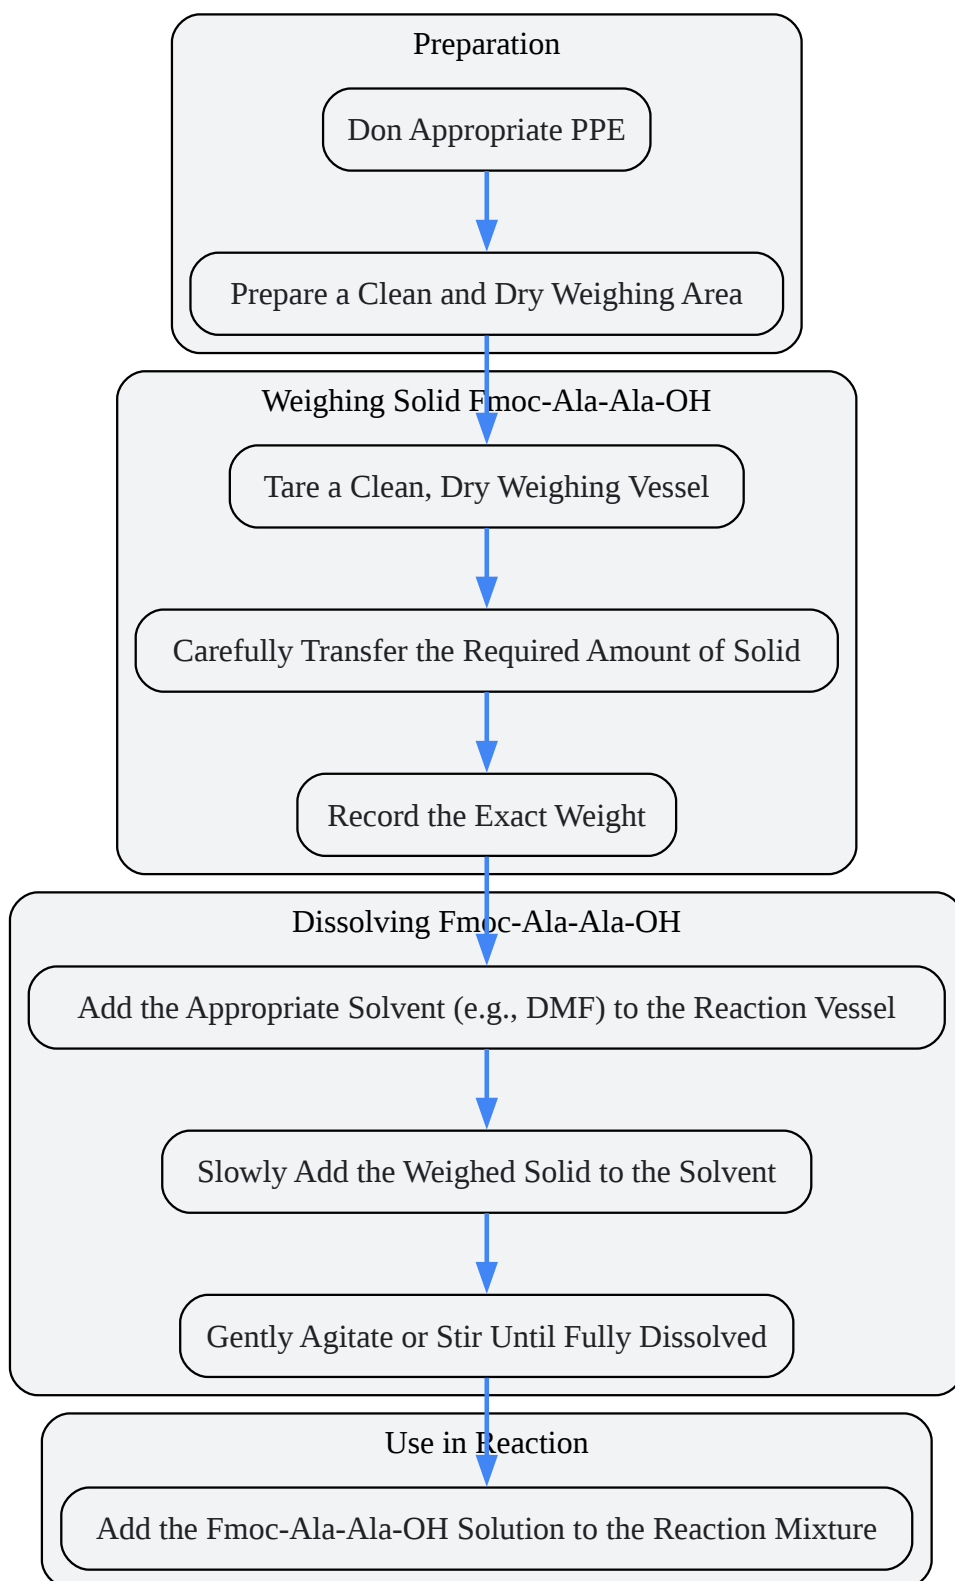 Preparation
Don Appropriate PPE
Prepare a Clean and Dry Weighing Area
Weighing Solid Fmoc-Ala-Ala-OH
Tare a Clean, Dry Weighing Vessel
Carefully Transfer the Required Amount of Solid
Record the Exact Weight
Dissolving Fmoc-Ala-Ala-OH
Add the Appropriate Solvent (e.g., DMF) to the Reaction Vessel
Slowly Add the Weighed Solid to the Solvent
Gently Agitate or Stir Until Fully Dissolved
Use in Reaction
Add the Fmoc-Ala-Ala-OH Solution to the Reaction Mixture